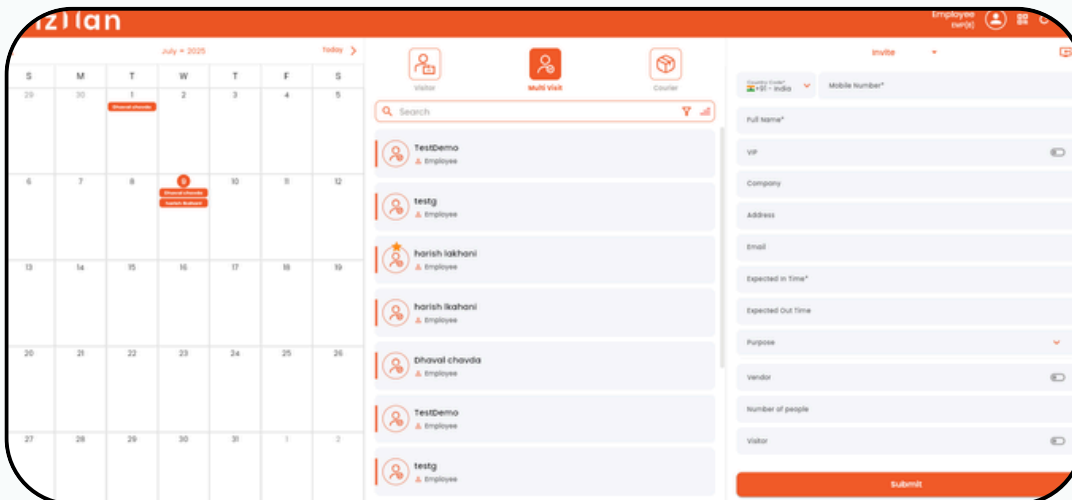 Employee
EMP(E)
July - 2025
Today
S M T W T F S
29 30 1 2 3 4 5
Dhaval chavda
6 7 8 9 10 11 12
Dhaval chavda
harish lkahani
13 14 15 16 17 18 19
20 21 22 23 24 25 26
27 28 29 30 31 1 2
Visitor
Multi Visit
Courier
Search
TestDemo
Employee
testg
Employee
harish lakhani
Employee
harish lkahani
Employee
Dhaval chavda
Employee
TestDemo
Employee
testg
Employee
Invite
Country Code*
+91 - India
Mobile Number*
Full Name*
VIP
Company
Address
Email
Expected In Time*
Expected Out Time
Purpose
Vendor
Number of people
Visitor
Submit